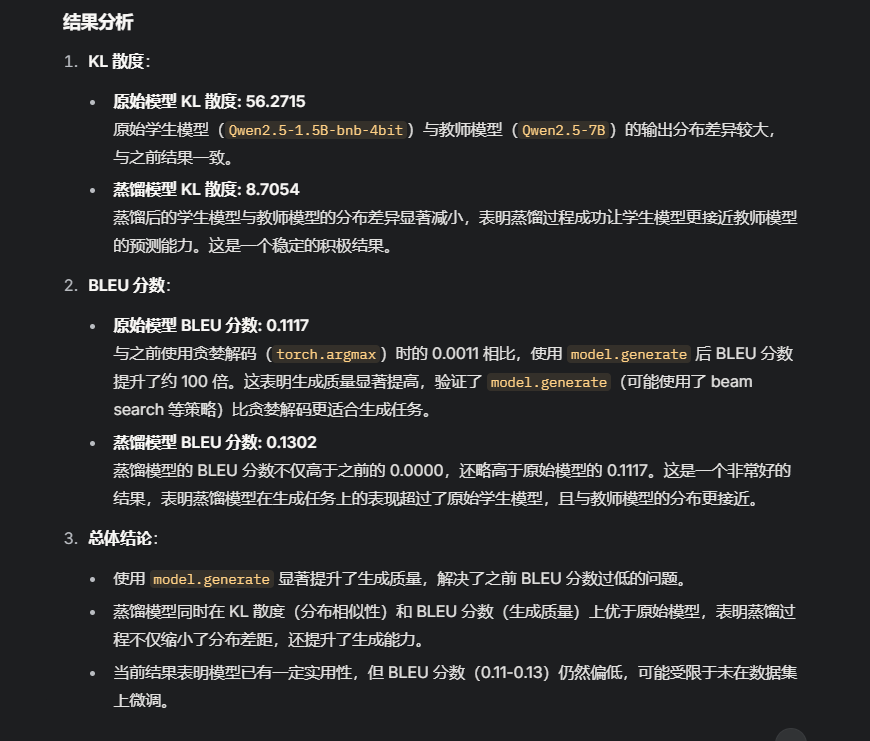 结果分析
1. KL 散度：
• 原始模型 KL 散度: 56.2715
原始学生模型（Qwen2.5-1.5B-bnb-4bit）与教师模型（Qwen2.5-7B）的输出分布差异较大，
与之前结果一致。
• 蒸馏模型 KL 散度: 8.7054
蒸馏后的学生模型与教师模型的分布差异显著减小，表明蒸馏过程成功让学生模型更接近教师模型
的预测能力。这是一个稳定的积极结果。
2. BLEU 分数：
• 原始模型 BLEU 分数: 0.1117
与之前使用贪婪解码（torch.argmax）时的 0.0011 相比，使用 model.generate 后 BLEU 分数
提升了约 100 倍。这表明生成质量显著提高，验证了 model.generate（可能使用了 beam
search 等策略）比贪婪解码更适合生成任务。
• 蒸馏模型 BLEU 分数: 0.1302
蒸馏模型的 BLEU 分数不仅高于之前的 0.0000，还略高于原始模型的 0.1117。这是一个非常好的
结果，表明蒸馏模型在生成任务上的表现超过了原始学生模型，且与教师模型的分布更接近。
3. 总体结论：
• 使用 model.generate 显著提升了生成质量，解决了之前 BLEU 分数过低的问题。
• 蒸馏模型同时在 KL 散度（分布相似性）和 BLEU 分数（生成质量）上优于原始模型，表明蒸馏过
程不仅缩小了分布差距，还提升了生成能力。
• 当前结果表明模型已有一定实用性，但 BLEU 分数（0.11-0.13）仍然偏低，可能受限于未在数据集
上微调。